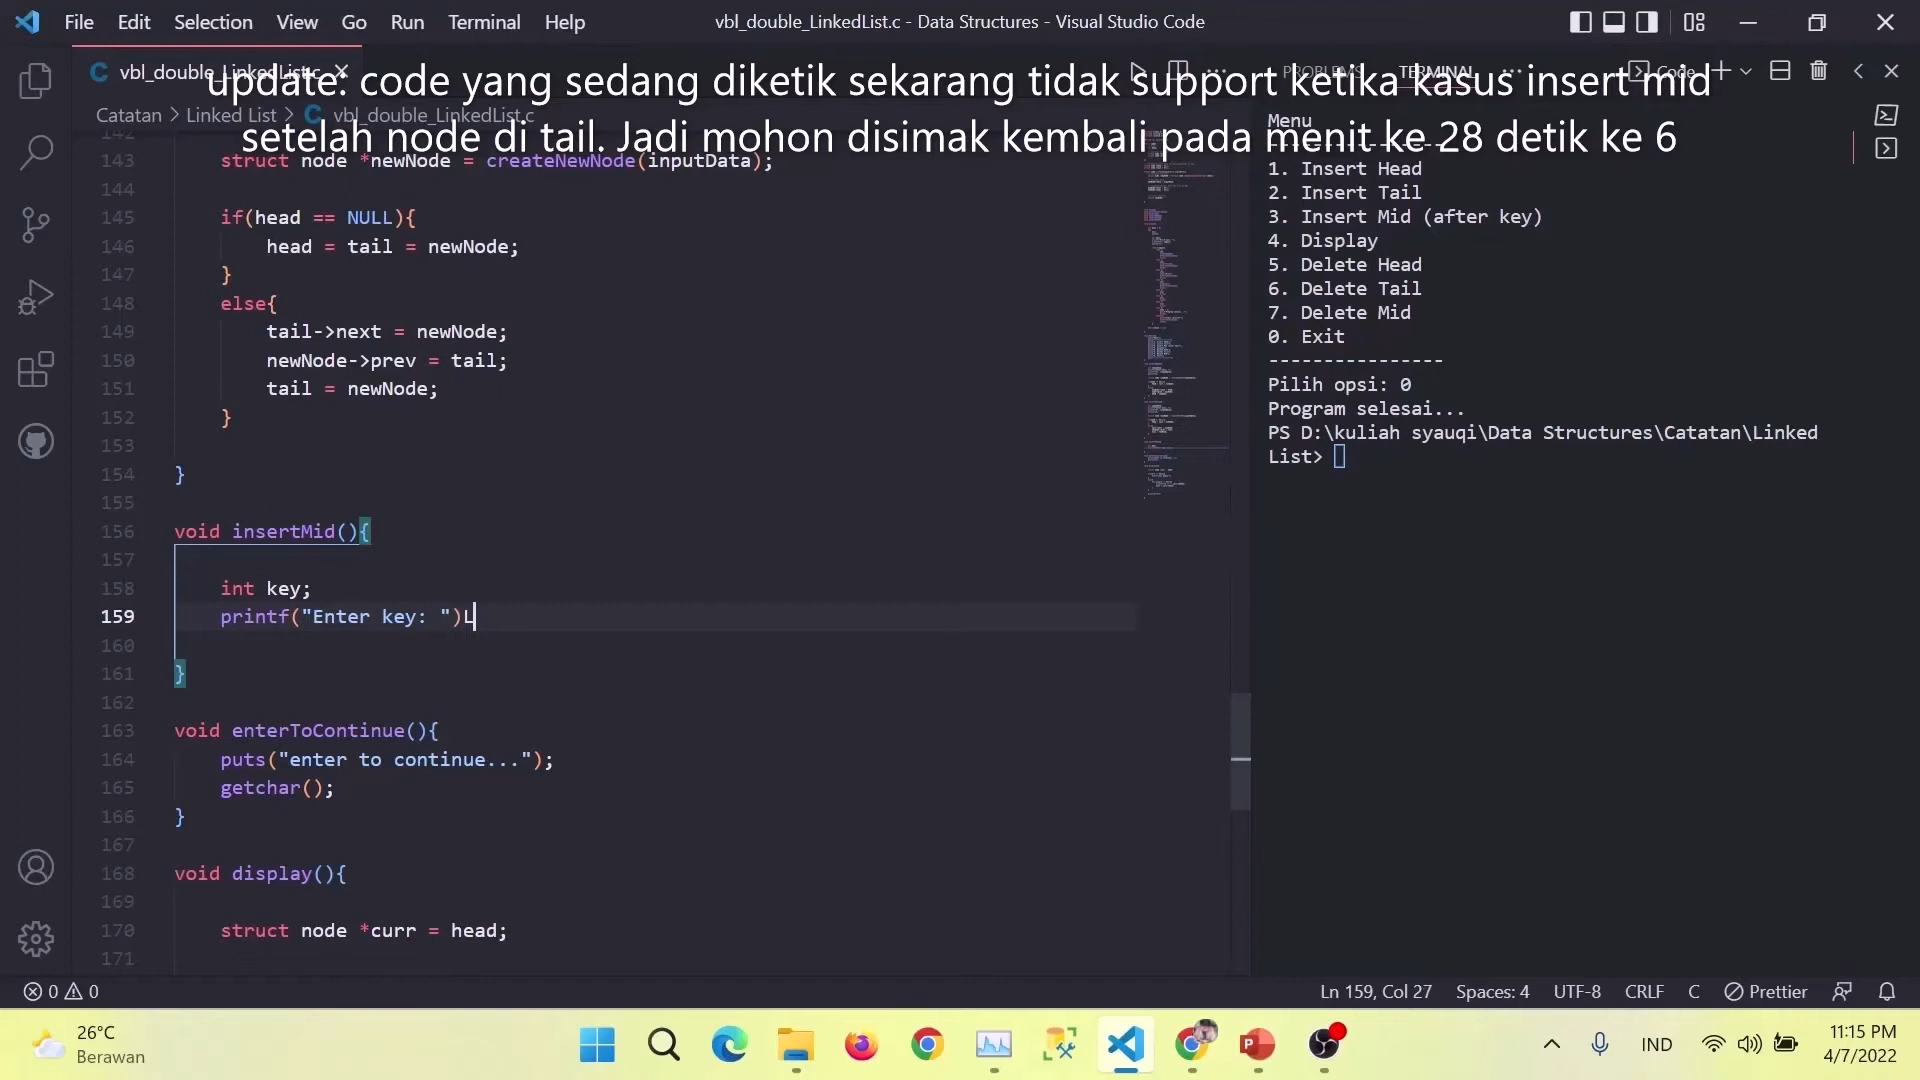 File Edit Selection View Go Run Terminal Help
vbl_double_LinkedList.c - Data Structures - Visual Studio Code
vbl_double_LinkedList.c
PROBLEMS TERMINAL ... Code
update: code yang sedang diketik sekarang tidak support ketika kasus insert mid
setelah node di tail. Jadi mohon disimak kembali pada menit ke 28 detik ke 6
Catatan > Linked List > vbl_double_LinkedList.c
142
143 struct node *newNode = createNewNode(inputData);
144
145 if(head == NULL){
146 head = tail = newNode;
147 }
148 else{
149 tail->next = newNode;
150 newNode->prev = tail;
151 tail = newNode;
152 }
153
154 }
155
156 void insertMid(){
157
158 int key;
159 printf("Enter key: ")L
160
161 }
162
163 void enterToContinue(){
164 puts("enter to continue...");
165 getchar();
166 }
167
168 void display(){
169
170 struct node *curr = head;
171
Menu
1. Insert Head
2. Insert Tail
3. Insert Mid (after key)
4. Display
5. Delete Head
6. Delete Tail
7. Delete Mid
0. Exit
----------------
Pilih opsi: 0
Program selesai...
PS D:\kuliah syauqi\Data Structures\Catatan\Linked
List>
0 0
Ln 159, Col 27 Spaces: 4 UTF-8 CRLF C Prettier
26°C
Berawan
IND
11:15 PM
4/7/2022